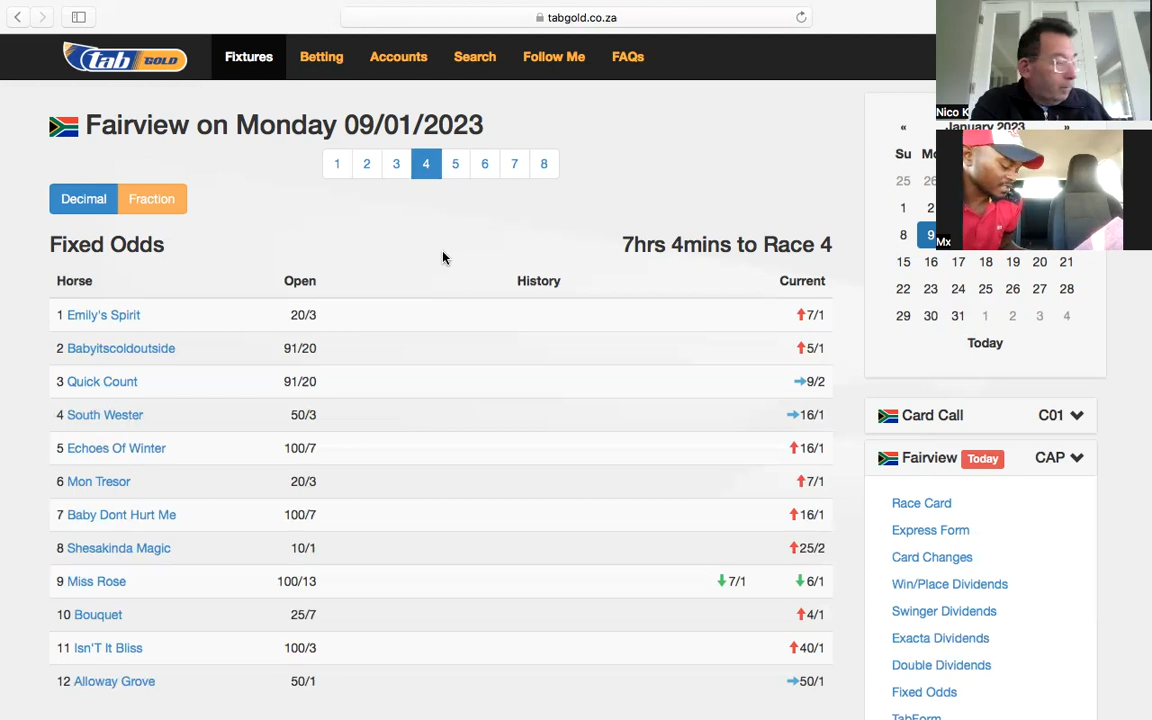 tabgold.co.za
tab GOLD
Fixtures
Betting
Accounts
Search
Follow Me
FAQs
Fairview on Monday 09/01/2023
1 2 3 4 5 6 7 8
Decimal Fraction
Fixed Odds
7hrs 4mins to Race 4
Horse Open History Current
1 Emily's Spirit 20/3 7/1
2 Babyitscoldoutside 91/20 5/1
3 Quick Count 91/20 9/2
4 South Wester 50/3 16/1
5 Echoes Of Winter 100/7 16/1
6 Mon Tresor 20/3 7/1
7 Baby Dont Hurt Me 100/7 16/1
8 Shesakinda Magic 10/1 25/2
9 Miss Rose 100/13 7/1 6/1
10 Bouquet 25/7 4/1
11 Isn'T It Bliss 100/3 40/1
12 Alloway Grove 50/1 50/1
Nico K
Mx
« January 2023 »
Su
25
1 2
8 9
15 16 17 18 19 20 21
22 23 24 25 26 27 28
29 30 31 1 2 3 4
Today
Card Call C01
Fairview Today CAP
Race Card
Express Form
Card Changes
Win/Place Dividends
Swinger Dividends
Exacta Dividends
Double Dividends
Fixed Odds
TabForm